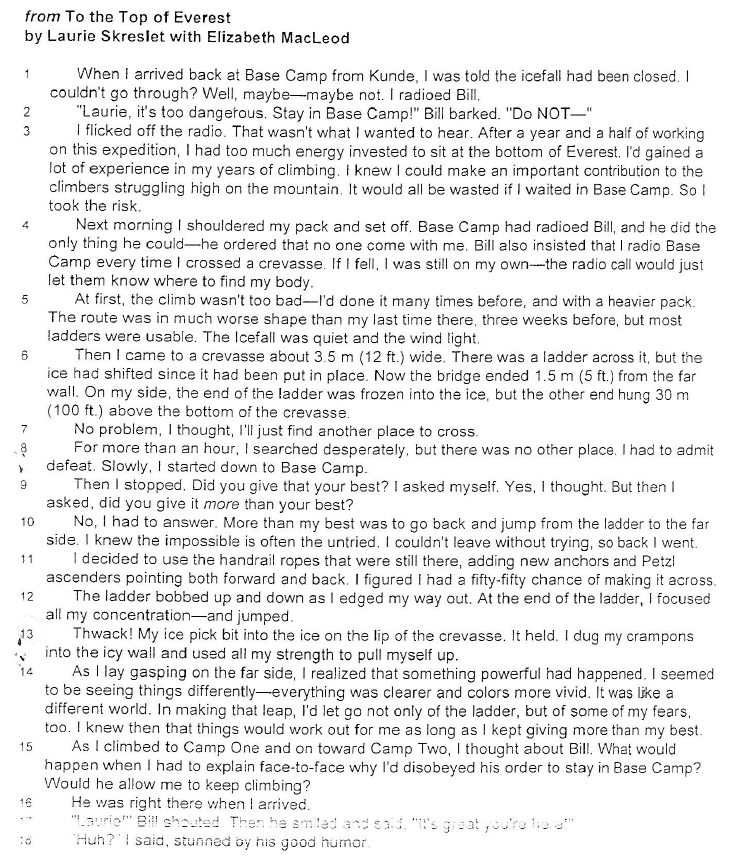 from To the Top of Everest
by Laurie Skreslet with Elizabeth MacLeod
1 When I arrived back at Base Camp from Kunde, I was told the icefall had been closed. I
couldn't go through? Well, maybe—maybe not. I radioed Bill.
2 "Laurie, it's too dangerous. Stay in Base Camp!" Bill barked. "Do NOT—"
3 I flicked off the radio. That wasn't what I wanted to hear. After a year and a half of working
on this expedition, I had too much energy invested to sit at the bottom of Everest. I'd gained a
lot of experience in my years of climbing. I knew I could make an important contribution to the
climbers struggling high on the mountain. It would all be wasted if I waited in Base Camp. So I
took the risk.
4 Next morning I shouldered my pack and set off. Base Camp had radioed Bill, and he did the
only thing he could—he ordered that no one come with me. Bill also insisted that I radio Base
Camp every time I crossed a crevasse. If I fell, I was still on my own—the radio call would just
let them know where to find my body.
5 At first, the climb wasn't too bad—I'd done it many times before, and with a heavier pack.
The route was in much worse shape than my last time there, three weeks before, but most
ladders were usable. The Icefall was quiet and the wind light.
6 Then I came to a crevasse about 3.5 m (12 ft.) wide. There was a ladder across it, but the
ice had shifted since it had been put in place. Now the bridge ended 1.5 m (5 ft.) from the far
wall. On my side, the end of the ladder was frozen into the ice, but the other end hung 30 m
(100 ft.) above the bottom of the crevasse.
7 No problem, I thought, I'll just find another place to cross.
8 For more than an hour, I searched desperately, but there was no other place. I had to admit
defeat. Slowly, I started down to Base Camp.
9 Then I stopped. Did you give that your best? I asked myself. Yes, I thought. But then I
asked, did you give it more than your best?
10 No, I had to answer. More than my best was to go back and jump from the ladder to the far
side. I knew the impossible is often the untried. I couldn't leave without trying, so back I went.
11 I decided to use the handrail ropes that were still there, adding new anchors and Petzl
ascenders pointing both forward and back. I figured I had a fifty-fifty chance of making it across.
12 The ladder bobbed up and down as I edged my way out. At the end of the ladder, I focused
all my concentration—and jumped.
13 Thwack! My ice pick bit into the ice on the lip of the crevasse. It held. I dug my crampons
into the icy wall and used all my strength to pull myself up.
14 As I lay gasping on the far side, I realized that something powerful had happened. I seemed
to be seeing things differently—everything was clearer and colors more vivid. It was like a
different world. In making that leap, I'd let go not only of the ladder, but of some of my fears,
too. I knew then that things would work out for me as long as I kept giving more than my best.
15 As I climbed to Camp One and on toward Camp Two, I thought about Bill. What would
happen when I had to explain face-to-face why I'd disobeyed his order to stay in Base Camp?
Would he allow me to keep climbing?
16 He was right there when I arrived.
"Laurie!" Bill shouted. Then he smiled and said, "It's great you're here!"
18 "Huh?" I said, stunned by his good humor.